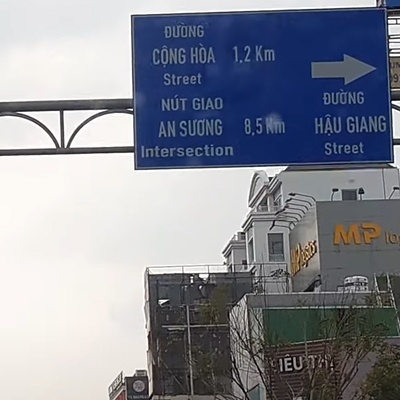 ĐƯỜNG
CỘNG HÒA 1,2 Km
Street
NÚT GIAO
AN SƯƠNG 8,5 Km
Intersection
ĐƯỜNG
HẬU GIANG
Street
MP